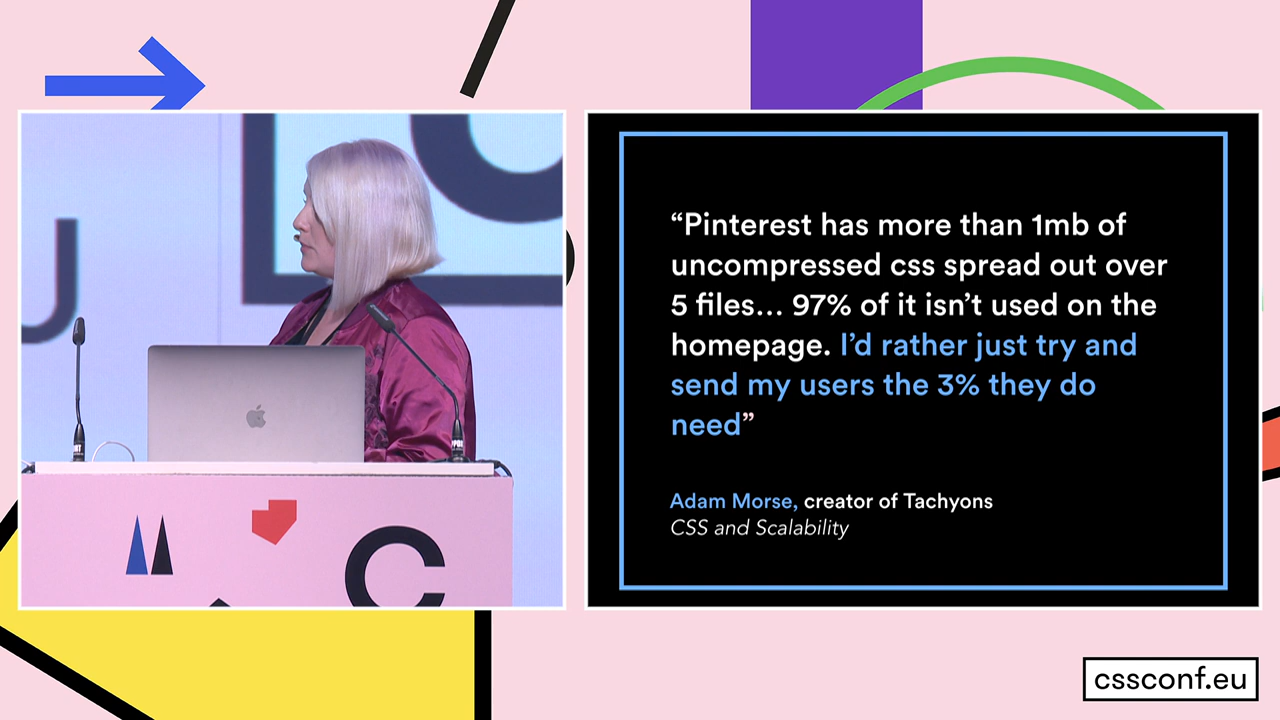 “Pinterest has more than 1mb of
uncompressed css spread out over
5 files… 97% of it isn’t used on the
homepage. I’d rather just try and
send my users the 3% they do
need”
Adam Morse, creator of Tachyons
CSS and Scalability
cssconf.eu